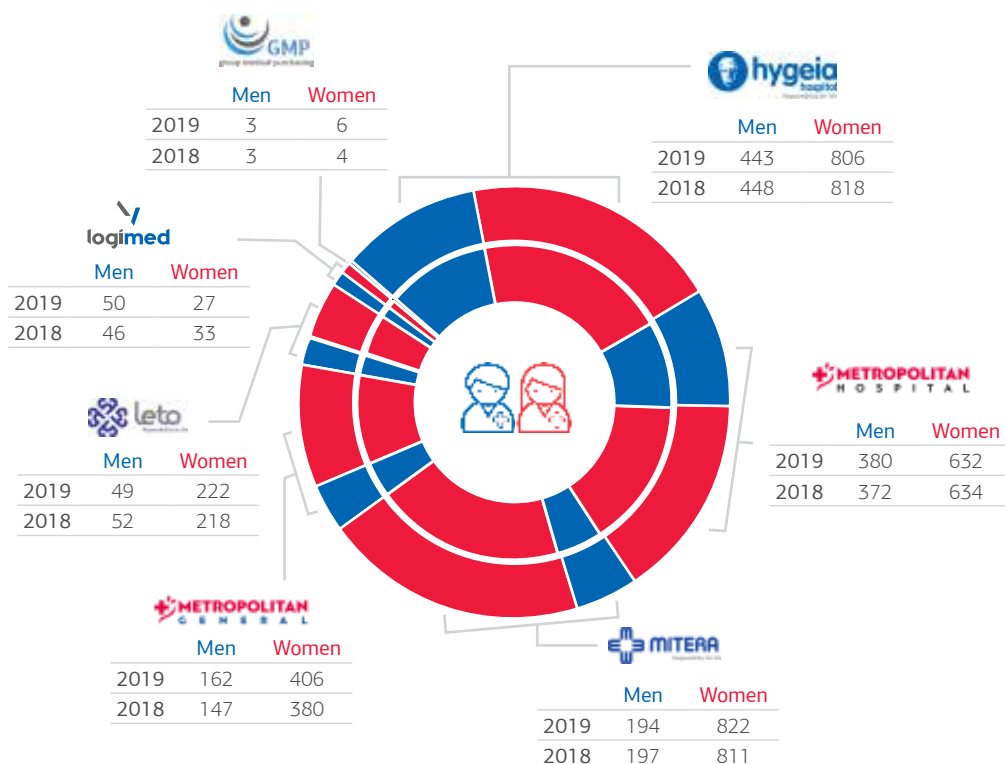 GMP
group medical purchasing
Men Women
2019 3 6
2018 3 4
hygeia
hospital
Men Women
2019 443 806
2018 448 818
logimed
Men Women
2019 50 27
2018 46 33
METROPOLITAN
HOSPITAL
Men Women
2019 380 632
2018 372 634
leto
Men Women
2019 49 222
2018 52 218
METROPOLITAN
GENERAL
Men Women
2019 162 406
2018 147 380
MITERA
Men Women
2019 194 822
2018 197 811